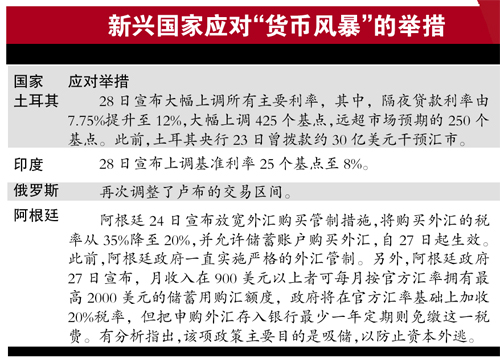 新兴国家应对“货币风暴”的举措
国家 应对举措
土耳其 28日宣布大幅上调所有主要利率，其中，隔夜贷款利率由
7.75%提升至12%，大幅上调425个基点，远超市场预期的250个
基点。此前，土耳其央行23日曾拨款约30亿美元干预汇市。
印度 28日宣布上调基准利率25个基点至8%。
俄罗斯 再次调整了卢布的交易区间。
阿根廷 阿根廷24日宣布放宽外汇购买管制措施，将购买外汇的税
率从35%降至20%，并允许储蓄账户购买外汇，自27日起生效。
此前，阿根廷政府一直实施严格的外汇管制。另外，阿根廷政府
27日宣布，月收入在900美元以上者可每月按官方汇率拥有最
高2000美元的储蓄用购汇额度，政府将在官方汇率基础上加收
20%税率，但把申购外汇存入银行最少一年定期则免缴这一税
费。有分析指出，该项政策主要目的是吸储，以防止资本外逃。